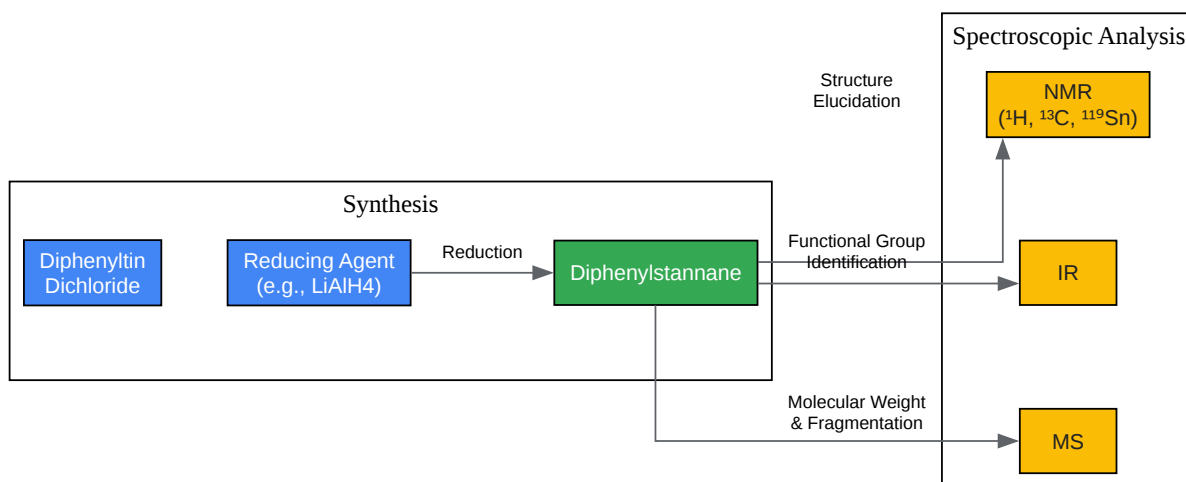 Spectroscopic Analysis
Structure
Elucidation
NMR
(¹H, ¹³C, ¹¹⁹Sn)
Synthesis
Diphenyltin
Dichloride
Reducing Agent
(e.g., LiAlH4)
Reduction
Diphenylstannane
Functional Group
Identification
IR
Molecular Weight
& Fragmentation
MS